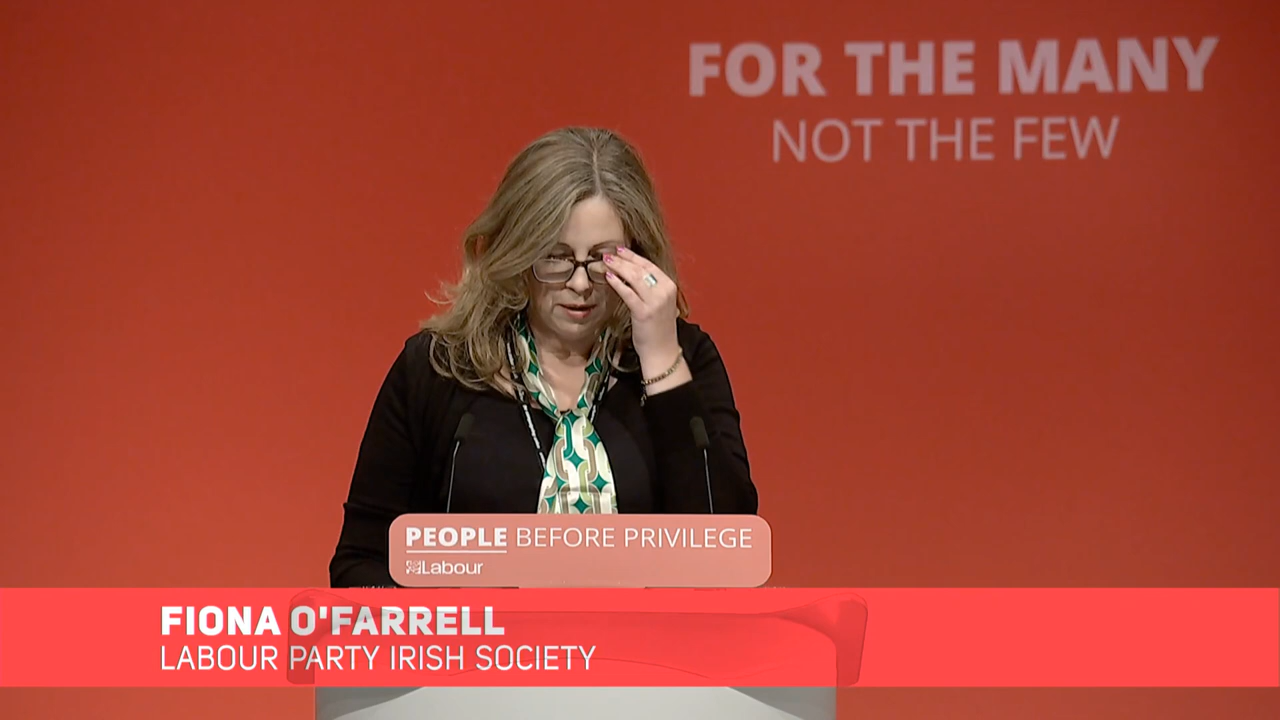 FOR THE MANY
NOT THE FEW
PEOPLE BEFORE PRIVILEGE
Labour
FIONA O'FARRELL
LABOUR PARTY IRISH SOCIETY